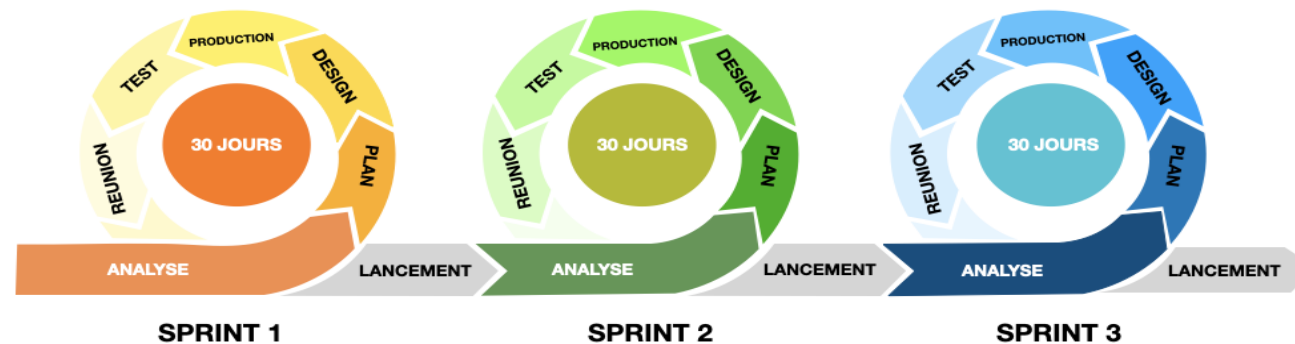 PRODUCTION
TEST
DESIGN
30 JOURS
REUNION
PLAN
ANALYSE
LANCEMENT
SPRINT 1
PRODUCTION
TEST
DESIGN
30 JOURS
REUNION
PLAN
ANALYSE
LANCEMENT
SPRINT 2
PRODUCTION
TEST
DESIGN
30 JOURS
REUNION
PLAN
ANALYSE
LANCEMENT
SPRINT 3